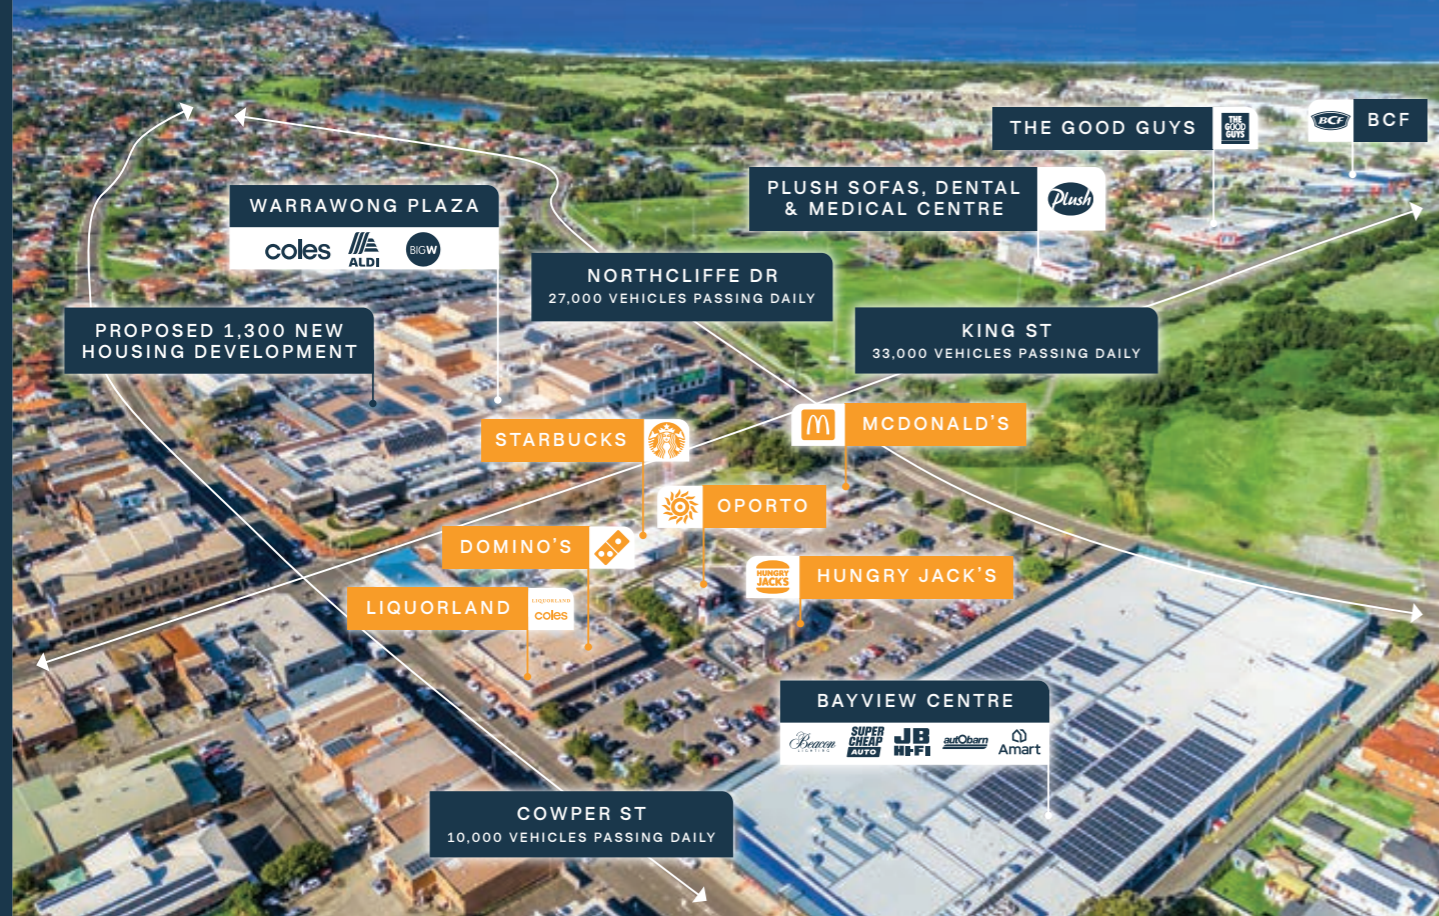 THE GOOD GUYS
THE
GOOD
GUYS
BCF
BCF
PLUSH SOFAS, DENTAL
& MEDICAL CENTRE
Plush
WARRAWONG PLAZA
coles
ALDI
BIGW
NORTHCLIFFE DR
27,000 VEHICLES PASSING DAILY
PROPOSED 1,300 NEW
HOUSING DEVELOPMENT
KING ST
33,000 VEHICLES PASSING DAILY
STARBUCKS
MCDONALD'S
OPORTO
DOMINO'S
HUNGRY
JACK'S
HUNGRY JACK'S
LIQUORLAND
LIQUORLAND
coles
BAYVIEW CENTRE
Beacon
LIGHTING
SUPER
CHEAP
AUTO
JB
HI-FI
autObarn
Amart
COWPER ST
10,000 VEHICLES PASSING DAILY